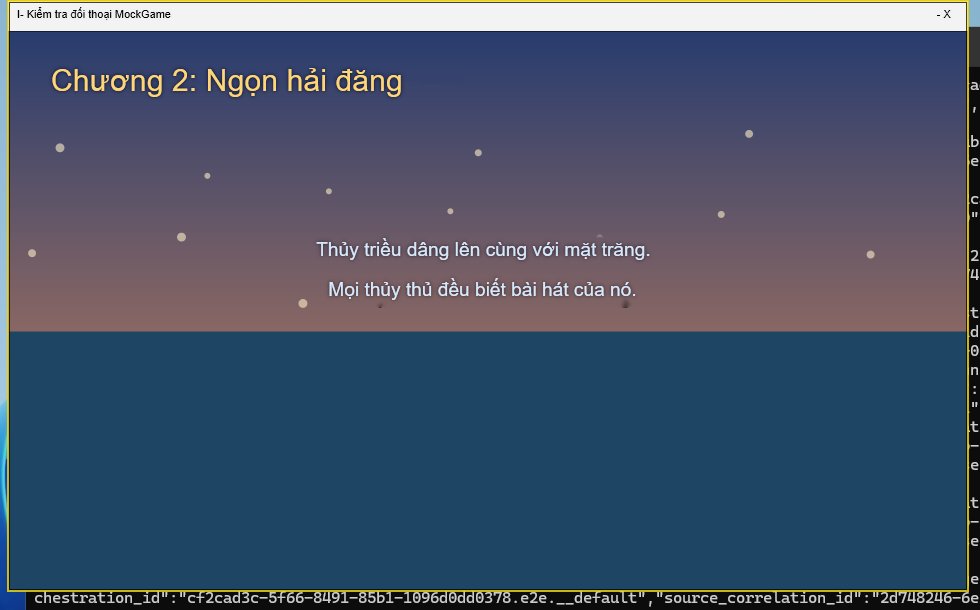 I- Kiểm tra đối thoại MockGame
- X
Chương 2: Ngọn hải đăng
Thủy triều dâng lên cùng với mặt trăng.
Mọi thủy thủ đều biết bài hát của nó.
chestration_id":"cf2cad3c-5f66-8491-85b1-1096d0dd0378.e2e.__default","source_correlation_id":"2d748246-6